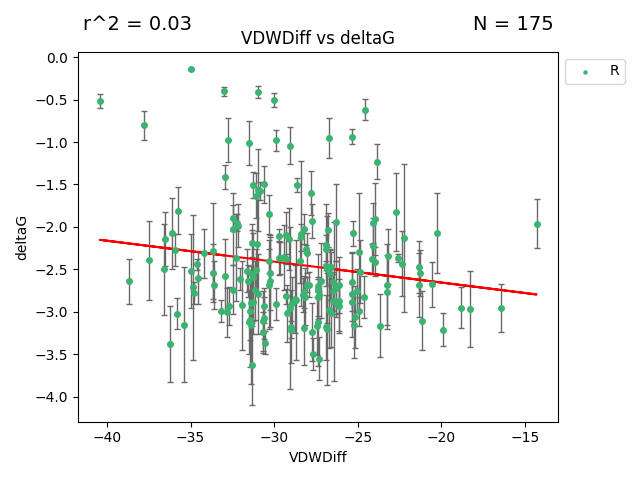 r^2 = 0.03
N = 175
VDWDiff vs deltaG
R
0.0
−0.5
−1.0
−1.5
−2.0
−2.5
−3.0
−3.5
−4.0
deltaG
−40
−35
−30
−25
−20
−15
VDWDiff